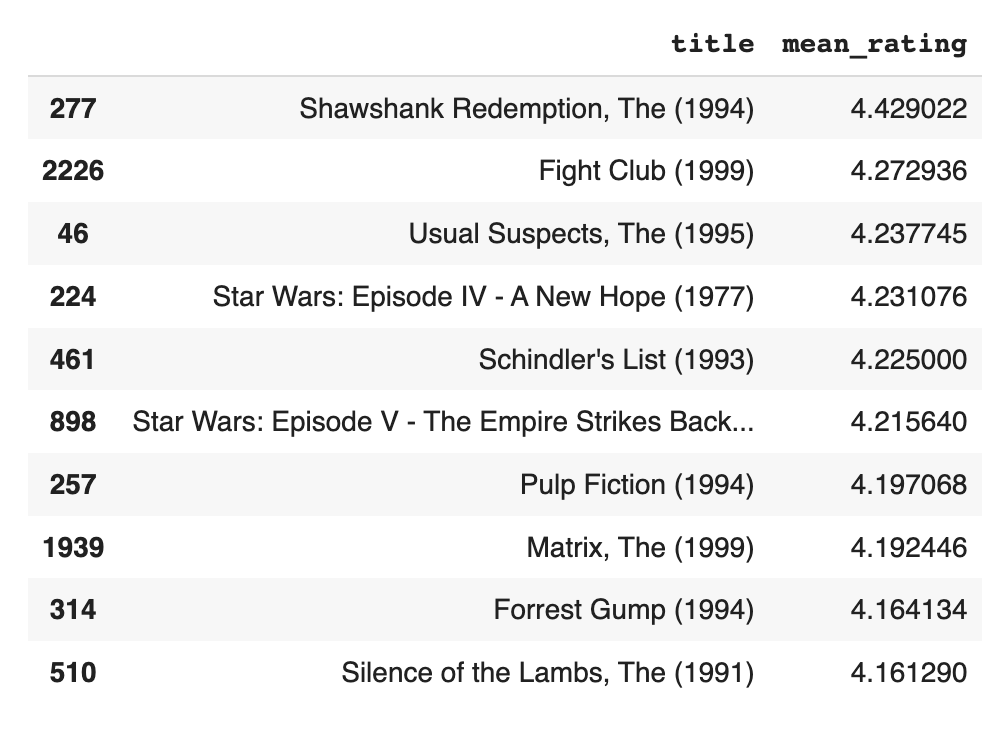 title mean_rating
277 Shawshank Redemption, The (1994) 4.429022
2226 Fight Club (1999) 4.272936
46 Usual Suspects, The (1995) 4.237745
224 Star Wars: Episode IV - A New Hope (1977) 4.231076
461 Schindler's List (1993) 4.225000
898 Star Wars: Episode V - The Empire Strikes Back... 4.215640
257 Pulp Fiction (1994) 4.197068
1939 Matrix, The (1999) 4.192446
314 Forrest Gump (1994) 4.164134
510 Silence of the Lambs, The (1991) 4.161290